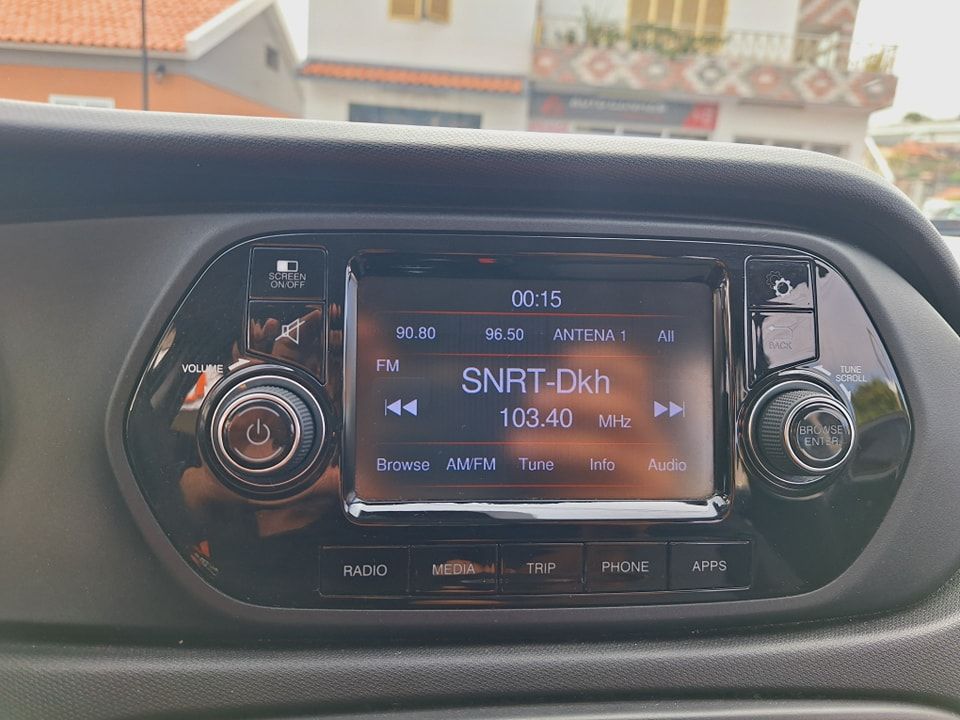 SCREEN
ON/OFF
VOLUME
00:15
90.80 96.50 ANTENA 1 All
FM
SNRT-Dkh
103.40 MHz
Browse AM/FM Tune Info Audio
BACK
TUNE
SCROLL
BROWSE
ENTER
RADIO MEDIA TRIP PHONE APPS